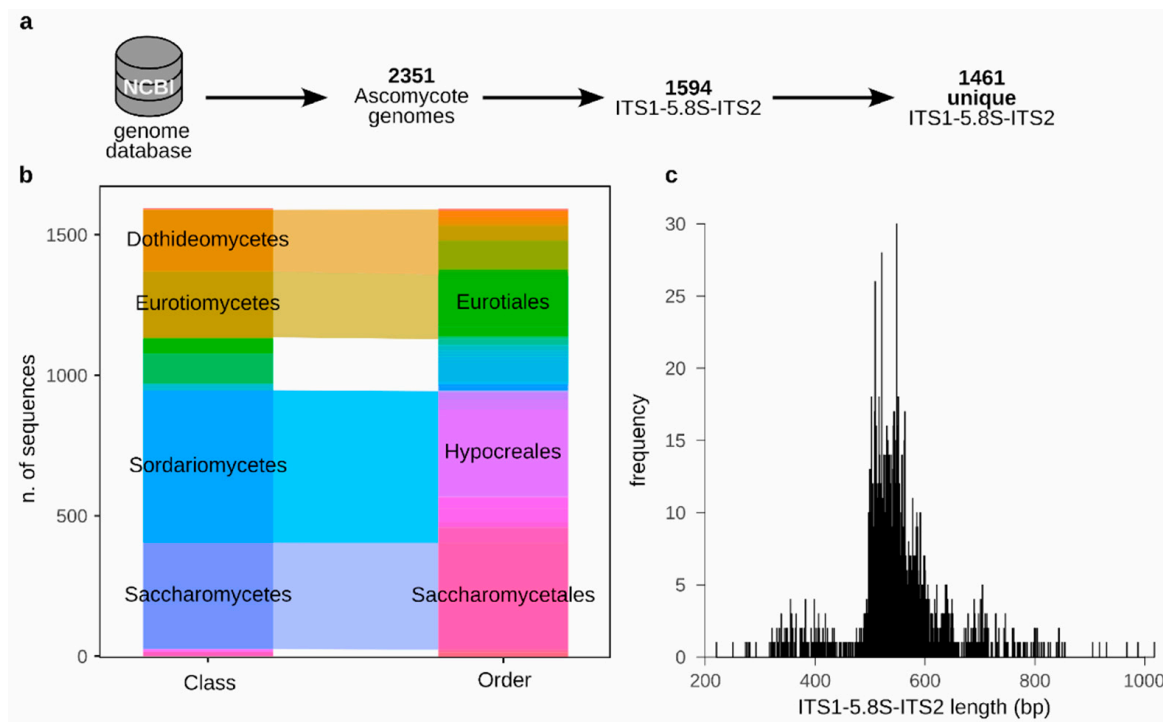 a
NCBI
genome
database
2351
Ascomycote
genomes
1594
ITS1-5.8S-ITS2
1461
unique
ITS1-5.8S-ITS2
b
n. of sequences
1500
1000
500
0
Dothideomycetes
Eurotiomycetes
Sordariomycetes
Saccharomycetes
Eurotiales
Hypocreales
Saccharomycetales
Class
Order
c
frequency
30
25
20
15
10
5
0
200
400
600
800
1000
ITS1-5.8S-ITS2 length (bp)